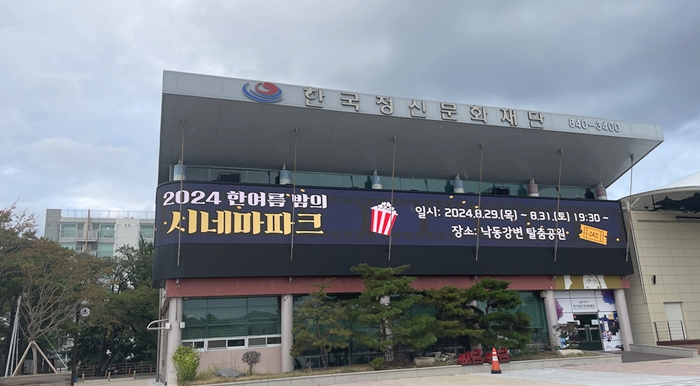 한국정신문화재단 840-3400
2024 한여름 밤의
시네마파크
일시: 2024.8.29.(목) ~ 8.31.(토) 19:30 ~
장소: 낙동강변 탈춤공원